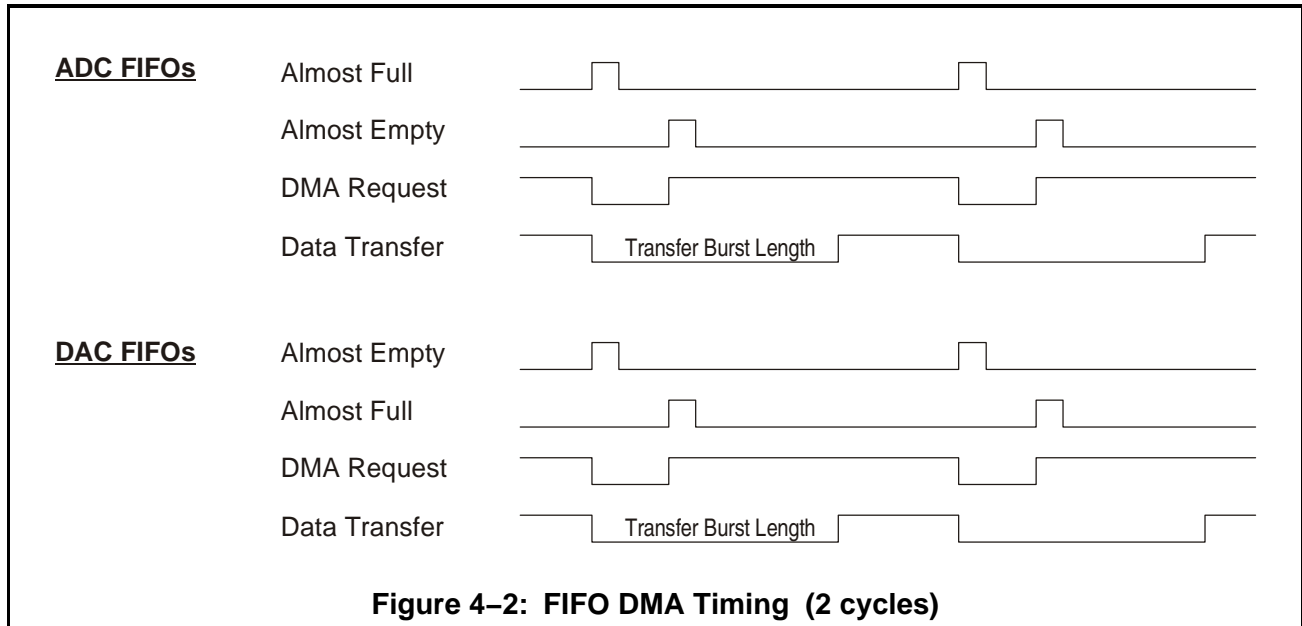 ADC FIFOs Almost Full
Almost Empty
DMA Request
Data Transfer Transfer Burst Length
DAC FIFOs Almost Empty
Almost Full
DMA Request
Data Transfer Transfer Burst Length
Figure 4–2: FIFO DMA Timing (2 cycles)